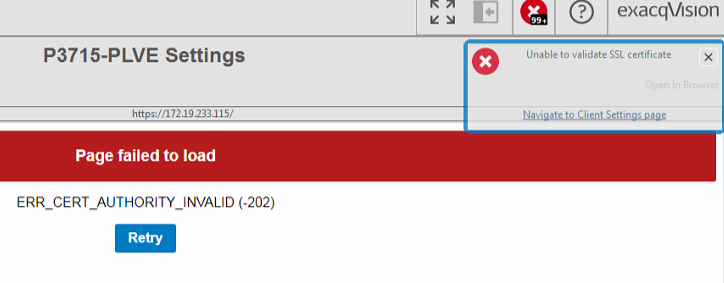 99+
?
exacqVision
P3715-PLVE Settings
Unable to validate SSL certificate
Open In Browser
https://172.19.233.115/
Navigate to Client Settings page
Page failed to load
ERR_CERT_AUTHORITY_INVALID (-202)
Retry